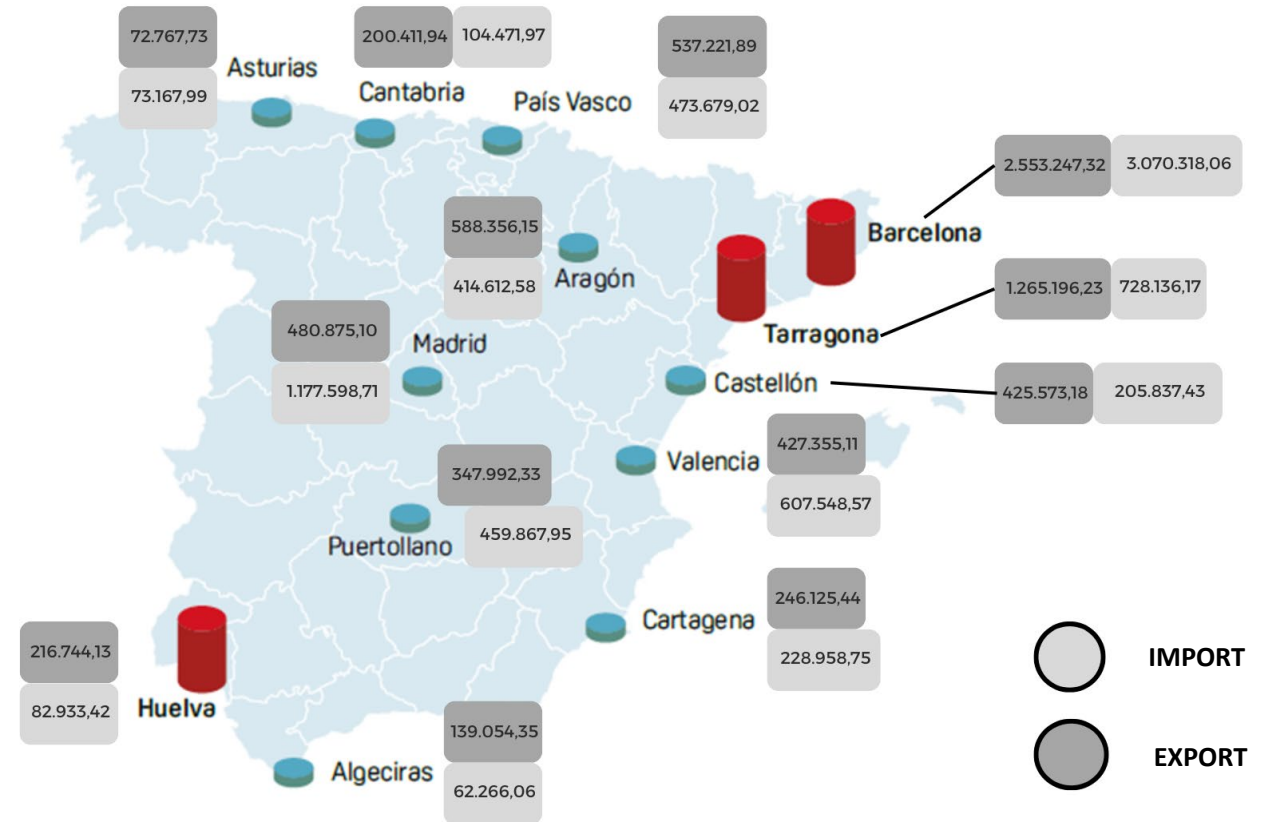 72.767,73
73.167,99
Asturias
200.411,94 104.471,97
Cantabria
País Vasco
537.221,89
473.679,02
2.553.247,32 3.070.318,06
Barcelona
588.356,15
414.612,58
Aragón
1.265.196,23 728.136,17
Tarragona
480.875,10
1.177.598,71
Madrid
Castellón
425.573,18 205.837,43
Valencia
427.355,11
607.548,57
347.992,33
459.867,95
Puertollano
Cartagena
246.125,44
228.958,75
216.744,13
82.933,42
Huelva
139.054,35
62.266,06
Algeciras
IMPORT
EXPORT